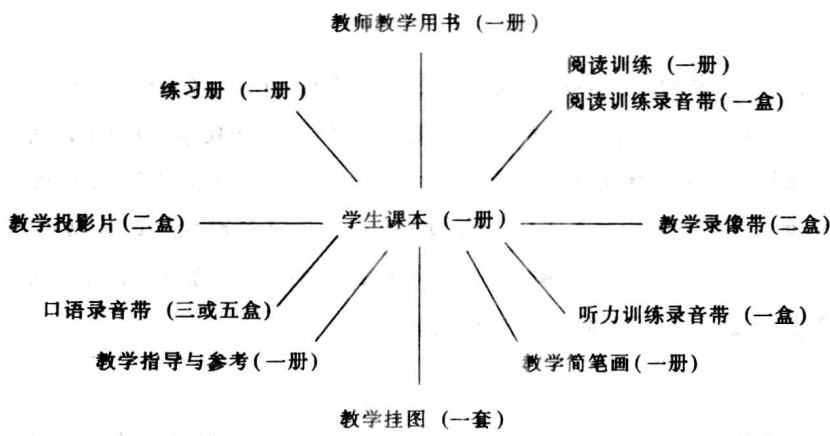 教师教学用书（一册）
阅读训练（一册）
练习册（一册）
阅读训练录音带(一盒)
教学投影片(二盒)
学生课本（一册）
教学录像带(二盒)
口语录音带（三或五盒）
听力训练录音带（一盒）
教学指导与参考(一册)
教学简笔画(一册)
教学挂图（一套）